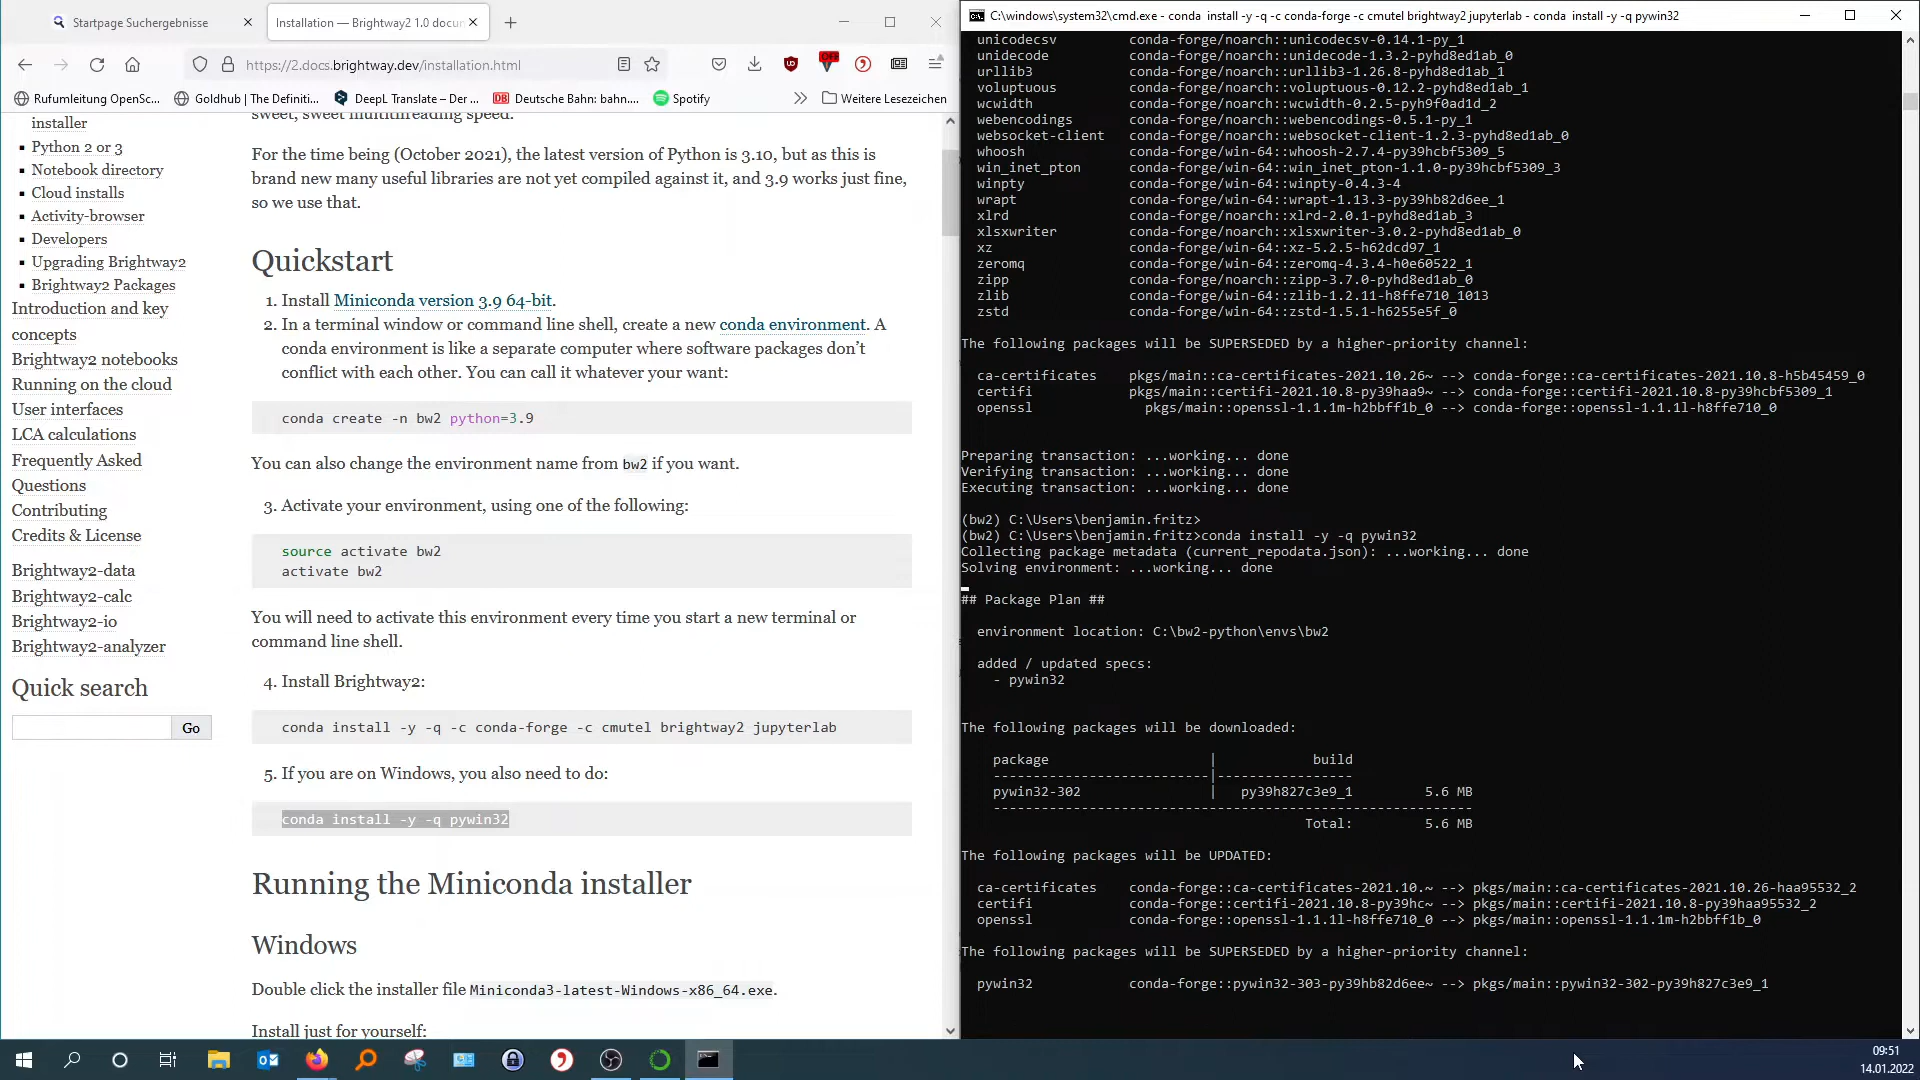 Startpage Suchergebnisse
Installation — Brightway2 1.0 docu
https://2.docs.brightway.dev/installation.html
OFF
Rufumleitung OpenSc...
Goldhub | The Definiti...
DeepL Translate – Der ...
DB
Deutsche Bahn: bahn....
Spotify
Weitere Lesezeichen
installer
Python 2 or 3
Notebook directory
Cloud installs
Activity-browser
Developers
Upgrading Brightway2
Brightway2 Packages
Introduction and key
concepts
Brightway2 notebooks
Running on the cloud
User interfaces
LCA calculations
Frequently Asked
Questions
Contributing
Credits & License
Brightway2-data
Brightway2-calc
Brightway2-io
Brightway2-analyzer
Quick search
Go
sweet, sweet multithreading speed.
For the time being (October 2021), the latest version of Python is 3.10, but as this is
brand new many useful libraries are not yet compiled against it, and 3.9 works just fine,
so we use that.
Quickstart
1. Install Miniconda version 3.9 64-bit.
2. In a terminal window or command line shell, create a new conda environment. A
conda environment is like a separate computer where software packages don’t
conflict with each other. You can call it whatever your want:
conda create -n bw2 python=3.9
You can also change the environment name from bw2 if you want.
3. Activate your environment, using one of the following:
source activate bw2
activate bw2
You will need to activate this environment every time you start a new terminal or
command line shell.
4. Install Brightway2:
conda install -y -q -c conda-forge -c cmutel brightway2 jupyterlab
5. If you are on Windows, you also need to do:
conda install -y -q pywin32
Running the Miniconda installer
Windows
Double click the installer file Miniconda3-latest-Windows-x86_64.exe.
Install just for yourself:
C:\windows\system32\cmd.exe - conda  install -y -q -c conda-forge -c cmutel brightway2 jupyterlab - conda  install -y -q pywin32
unicodecsv conda-forge/noarch::unicodecsv-0.14.1-py_1
unidecode conda-forge/noarch::unidecode-1.3.2-pyhd8ed1ab_0
urllib3 conda-forge/noarch::urllib3-1.26.8-pyhd8ed1ab_1
voluptuous conda-forge/noarch::voluptuous-0.12.2-pyhd8ed1ab_1
wcwidth conda-forge/noarch::wcwidth-0.2.5-pyh9f0ad1d_2
webencodings conda-forge/noarch::webencodings-0.5.1-py_1
websocket-client conda-forge/noarch::websocket-client-1.2.3-pyhd8ed1ab_0
whoosh conda-forge/win-64::whoosh-2.7.4-py39hcbf5309_5
win_inet_pton conda-forge/win-64::win_inet_pton-1.1.0-py39hcbf5309_3
winpty conda-forge/win-64::winpty-0.4.3-4
wrapt conda-forge/win-64::wrapt-1.13.3-py39hb82d6ee_1
xlrd conda-forge/noarch::xlrd-2.0.1-pyhd8ed1ab_3
xlsxwriter conda-forge/noarch::xlsxwriter-3.0.2-pyhd8ed1ab_0
xz conda-forge/win-64::xz-5.2.5-h62dcd97_1
zeromq conda-forge/win-64::zeromq-4.3.4-h0e60522_1
zipp conda-forge/noarch::zipp-3.7.0-pyhd8ed1ab_0
zlib conda-forge/win-64::zlib-1.2.11-h8ffe710_1013
zstd conda-forge/win-64::zstd-1.5.1-h6255e5f_0
The following packages will be SUPERSEDED by a higher-priority channel:
ca-certificates pkgs/main::ca-certificates-2021.10.26~ --> conda-forge::ca-certificates-2021.10.8-h5b45459_0
certifi pkgs/main::certifi-2021.10.8-py39haa9~ --> conda-forge::certifi-2021.10.8-py39hcbf5309_1
openssl pkgs/main::openssl-1.1.1m-h2bbff1b_0 --> conda-forge::openssl-1.1.1l-h8ffe710_0
Preparing transaction: ...working... done
Verifying transaction: ...working... done
Executing transaction: ...working... done
(bw2) C:\Users\benjamin.fritz>
(bw2) C:\Users\benjamin.fritz>conda install -y -q pywin32
Collecting package metadata (current_repodata.json): ...working... done
Solving environment: ...working... done
## Package Plan ##
environment location: C:\bw2-python\envs\bw2
added / updated specs:
- pywin32
The following packages will be downloaded:
package | build
---------------------------|-----------------
pywin32-302 | py39h827c3e9_1 5.6 MB
------------------------------------------------------------
Total: 5.6 MB
The following packages will be UPDATED:
ca-certificates conda-forge::ca-certificates-2021.10.~ --> pkgs/main::ca-certificates-2021.10.26-haa95532_2
certifi conda-forge::certifi-2021.10.8-py39hc~ --> pkgs/main::certifi-2021.10.8-py39haa95532_2
openssl conda-forge::openssl-1.1.1l-h8ffe710_0 --> pkgs/main::openssl-1.1.1m-h2bbff1b_0
The following packages will be SUPERSEDED by a higher-priority channel:
pywin32 conda-forge::pywin32-303-py39hb82d6ee~ --> pkgs/main::pywin32-302-py39h827c3e9_1
09:51
14.01.2022